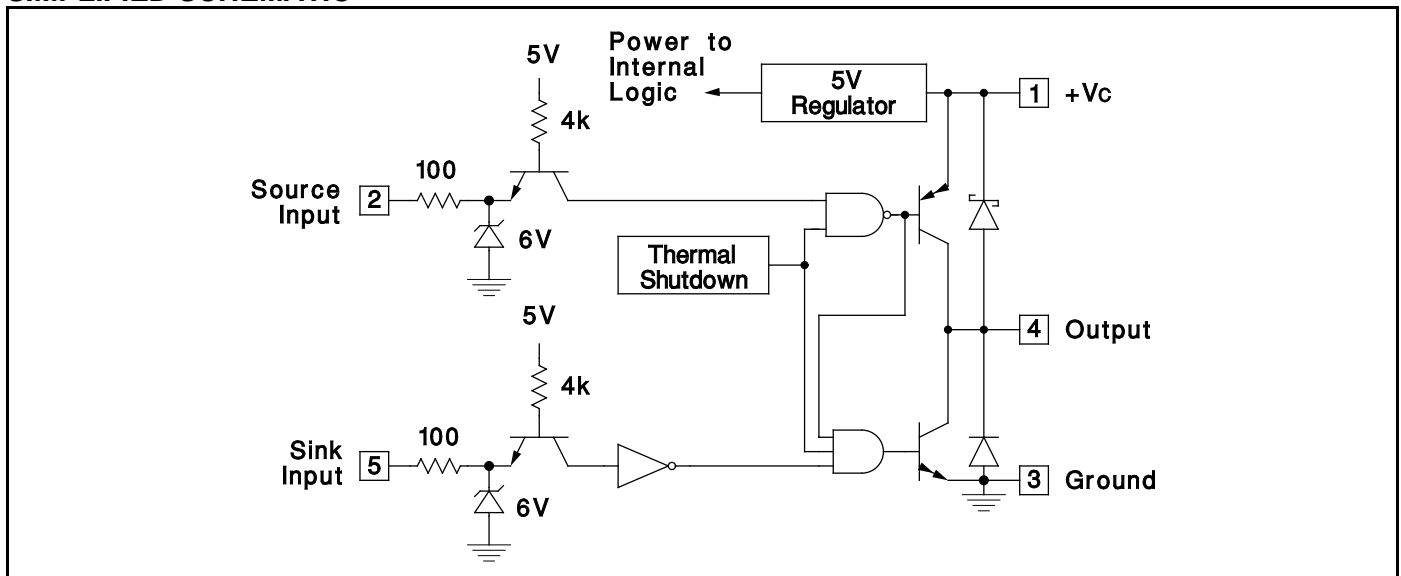 Power to
Internal
Logic
5V
Regulator
1 +Vc
5V
4k
100
Source
Input
2
6V
Thermal
Shutdown
4 Output
5V
4k
100
Sink
Input
5
6V
3 Ground